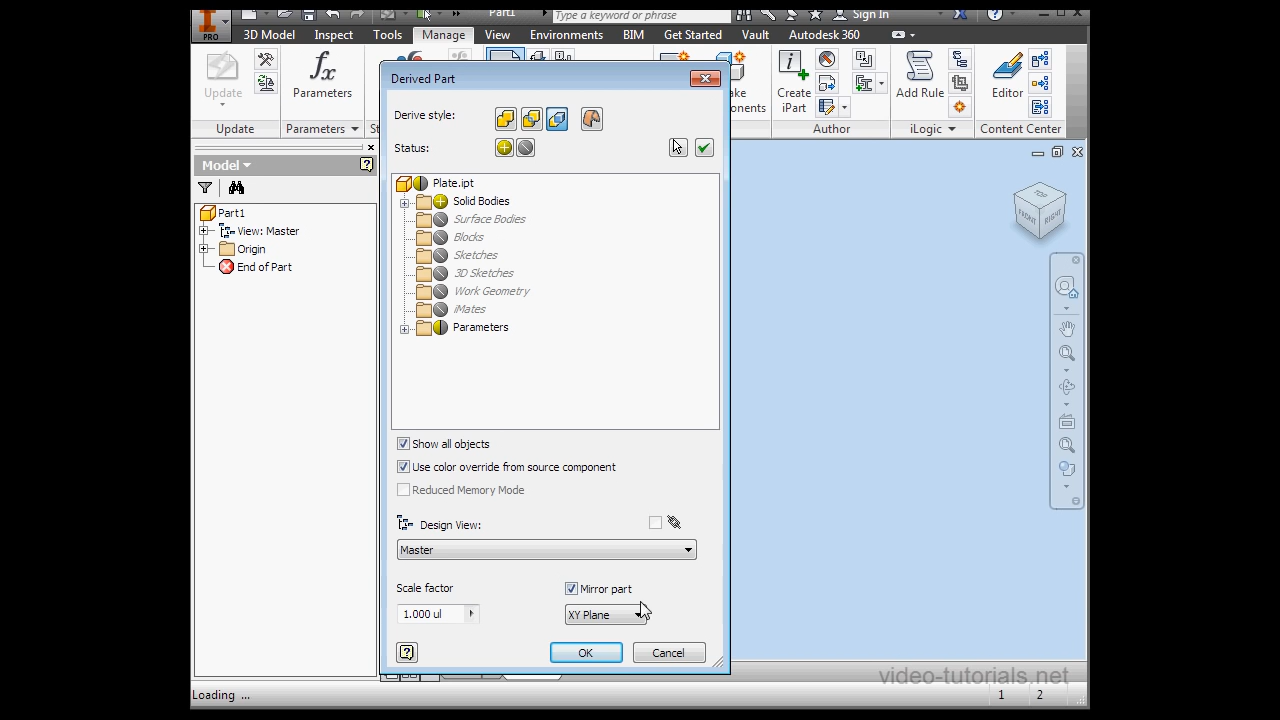 PRO
Part1
Type a keyword or phrase
Sign In
3D Model Inspect Tools Manage View Environments BIM Get Started Vault Autodesk 360
Update
fx
Parameters
Create
iPart
Add Rule
Editor
Update
Parameters
Author
iLogic
Content Center
Derived Part
Derive style:
Status:
Plate.ipt
Solid Bodies
Surface Bodies
Blocks
Sketches
3D Sketches
Work Geometry
iMates
Parameters
Show all objects
Use color override from source component
Reduced Memory Mode
Design View:
Master
Scale factor
Mirror part
1.000 ul
XY Plane
OK
Cancel
Model
Part1
View: Master
Origin
End of Part
TOP
FRONT
RIGHT
video-tutorials.net
Loading ...
1 2